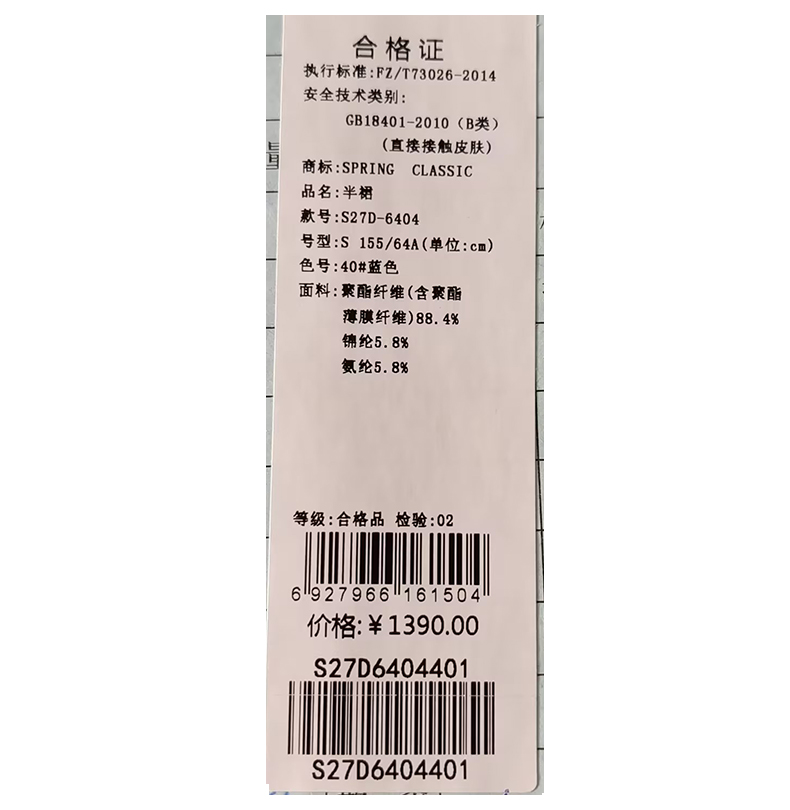 合格证
执行标准:FZ/T73026-2014
安全技术类别:
GB18401-2010（B类）
(直接接触皮肤)
商标:SPRING CLASSIC
品名:半裙
款号:S27D-6404
号型:S 155/64A(单位:cm)
色号:40#蓝色
面料:聚酯纤维(含聚酯
薄膜纤维)88.4%
锦纶5.8%
氨纶5.8%
等级:合格品 检验:02
6 927966 161504
价格:￥1390.00
S27D6404401
S27D6404401